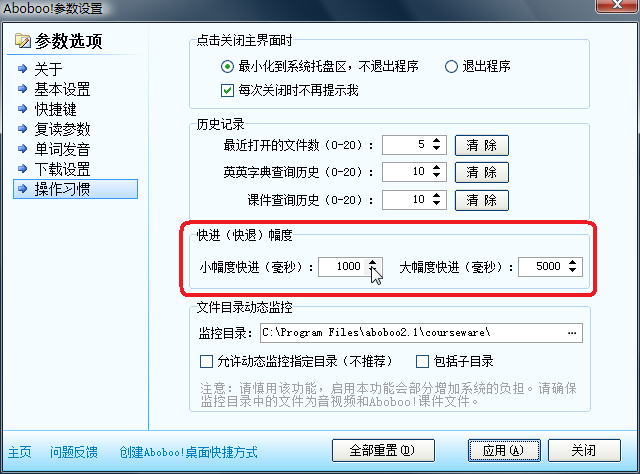 Aboboo!参数设置
参数选项
关于
基本设置
快捷键
复读参数
单词发音
下载设置
操作习惯
点击关闭主界面时
最小化到系统托盘区，不退出程序 退出程序
每次关闭时不再提示我
历史记录
最近打开的文件数（0-20）： 5 清 除
英英字典查询历史（0-20）： 10 清 除
课件查询历史（0-20）： 10 清 除
快进（快退）幅度
小幅度快进（毫秒）： 1000 大幅度快进（毫秒）： 5000
文件目录动态监控
监控目录： C:\Program Files\aboboo2.1\courseware\ …
允许动态监控指定目录（不推荐） 包括子目录
注意：请慎用该功能，启用本功能会部分增加系统的负担。请确保
监控目录中的文件为音视频和Aboboo!课件文件。
主页 问题反馈 创建Aboboo!桌面快捷方式 全部重置(D) 应用(A) 关闭